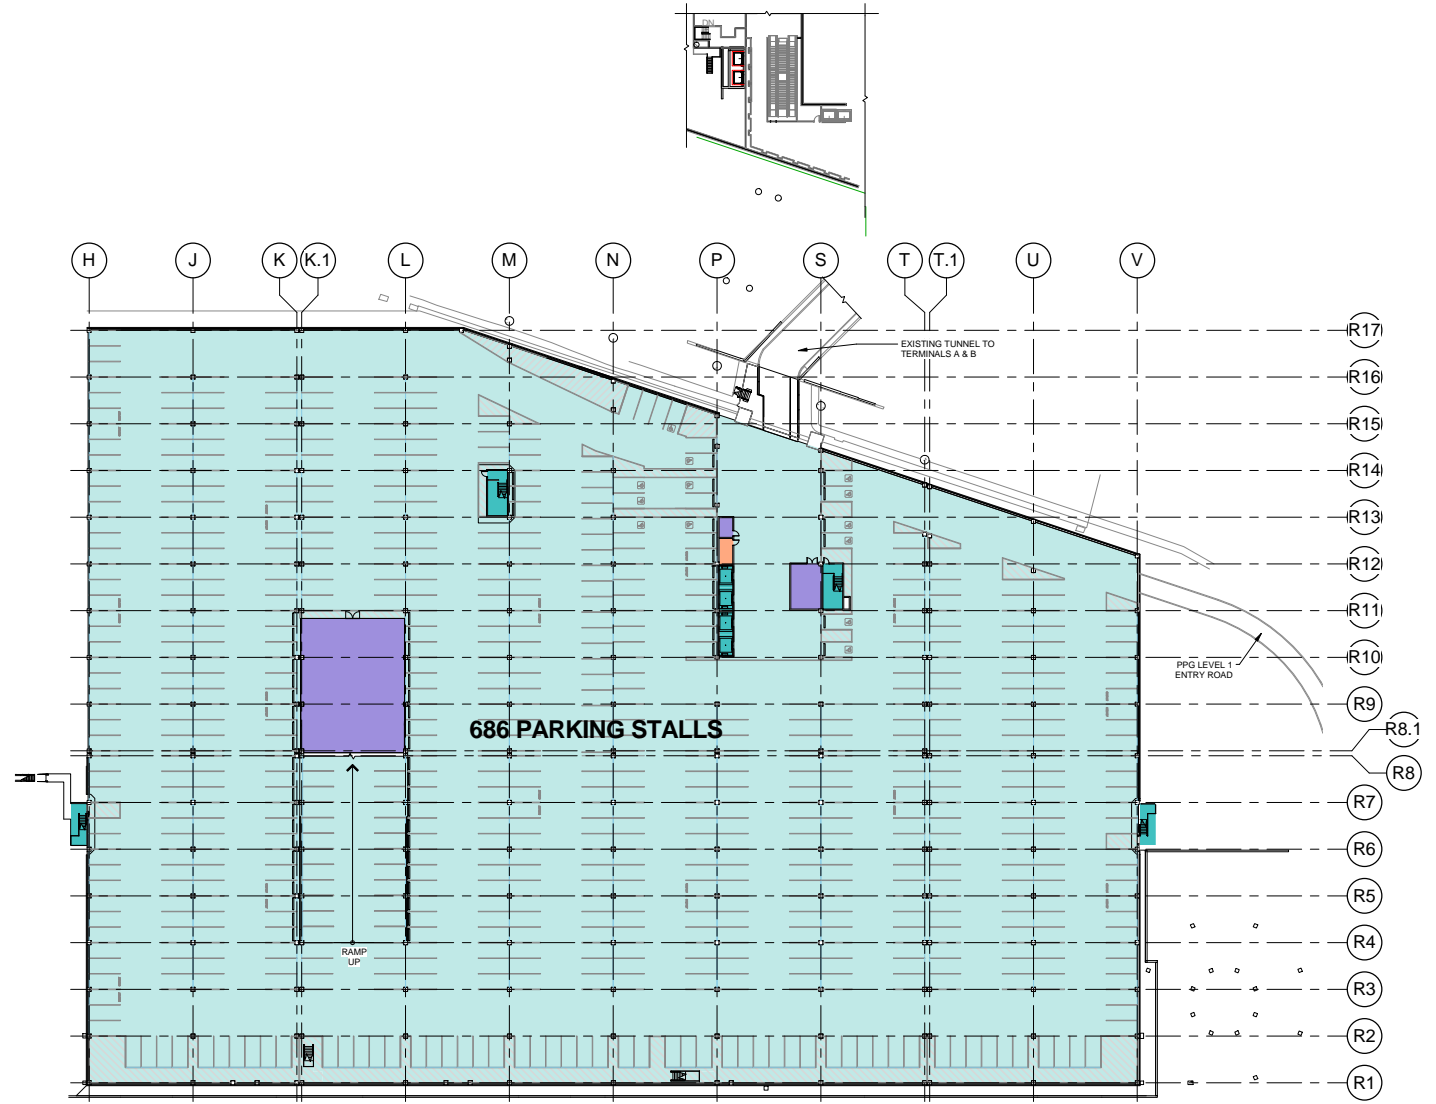 DN
H J K K.1 L M N P S T T.1 U V
R17
EXISTING TUNNEL TO
TERMINALS A & B
R16
R15
R14
R13
R12
R11
R10
PPG LEVEL 1
ENTRY ROAD
R9
686 PARKING STALLS
R8.1
R8
R7
R6
R5
R4
RAMP
UP
R3
R2
R1